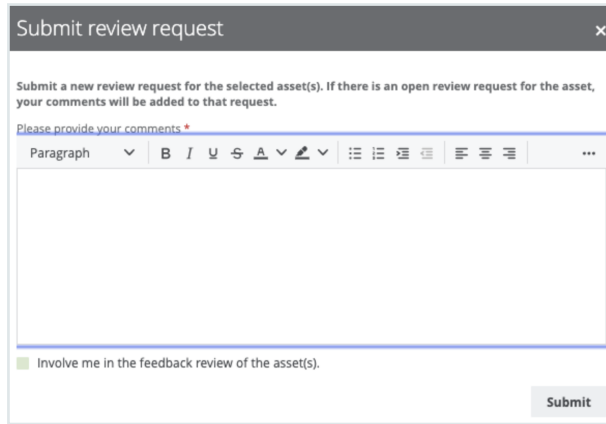 Submit review request ×
Submit a new review request for the selected asset(s). If there is an open review request for the asset,
your comments will be added to that request.
Please provide your comments *
Paragraph B I U S A ...
Involve me in the feedback review of the asset(s).
Submit